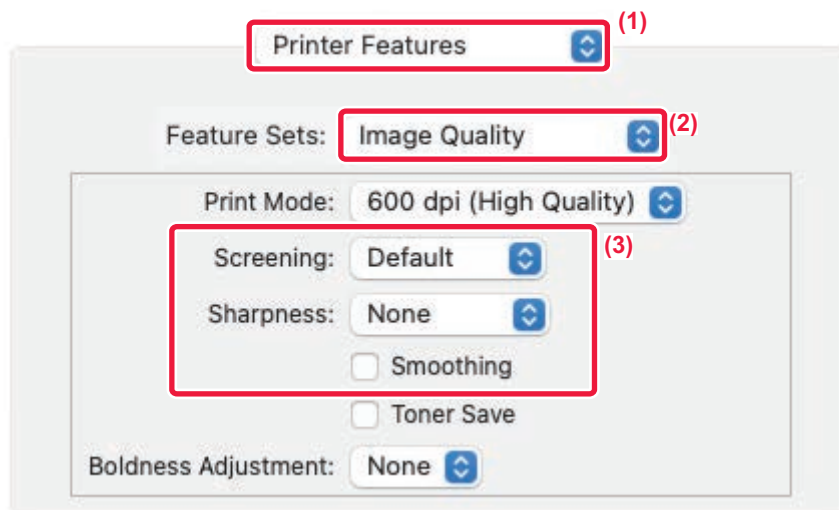 Printer Features (1)
Feature Sets: Image Quality (2)
Print Mode: 600 dpi (High Quality)
Screening: Default (3)
Sharpness: None
Smoothing
Toner Save
Boldness Adjustment: None